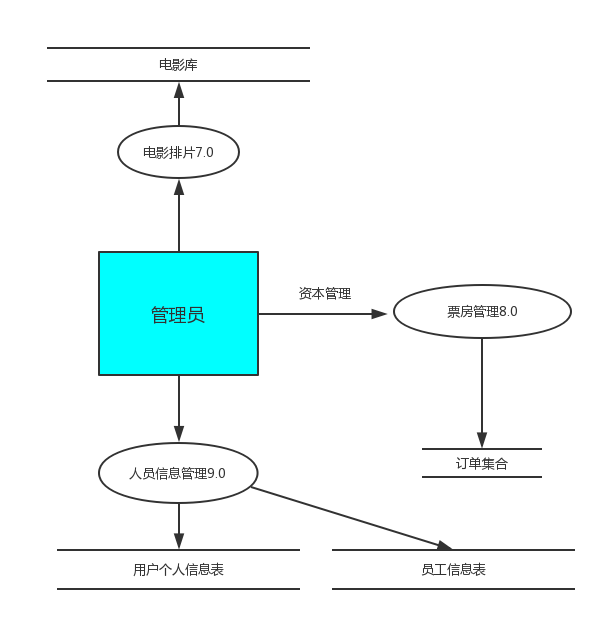 电影库
电影排片7.0
资本管理
管理员
票房管理8.0
订单集合
人员信息管理9.0
用户个人信息表
员工信息表